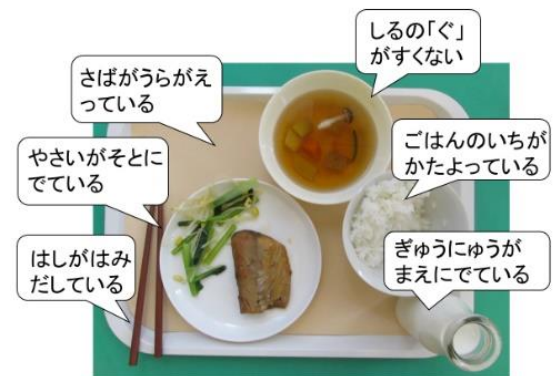 しるの「ぐ」
がすくない
さばがうらがえ
っている
ごはんのいちが
かたよっている
やさいがそとに
でている
はしがはみ
だしている
ぎゅうにゅうが
まえにでている